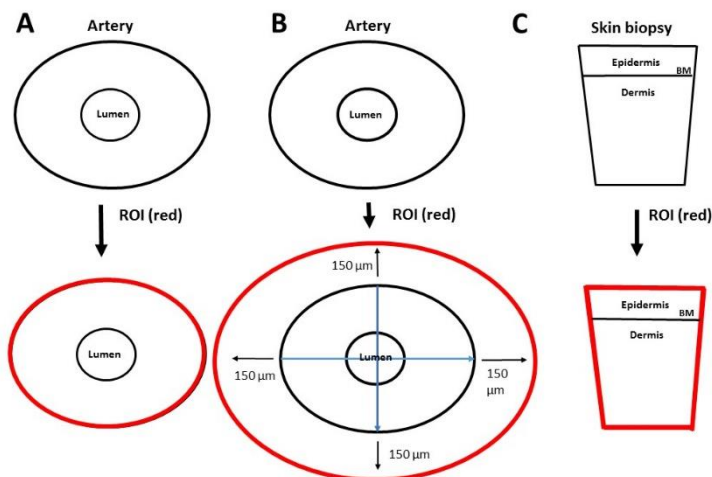 A
Artery
Lumen
ROI (red)
Lumen
B
Artery
Lumen
ROI (red)
150 µm
150 µm
Lumen
150
µm
150 µm
C
Skin biopsy
Epidermis
BM
Dermis
ROI (red)
Epidermis
BM
Dermis